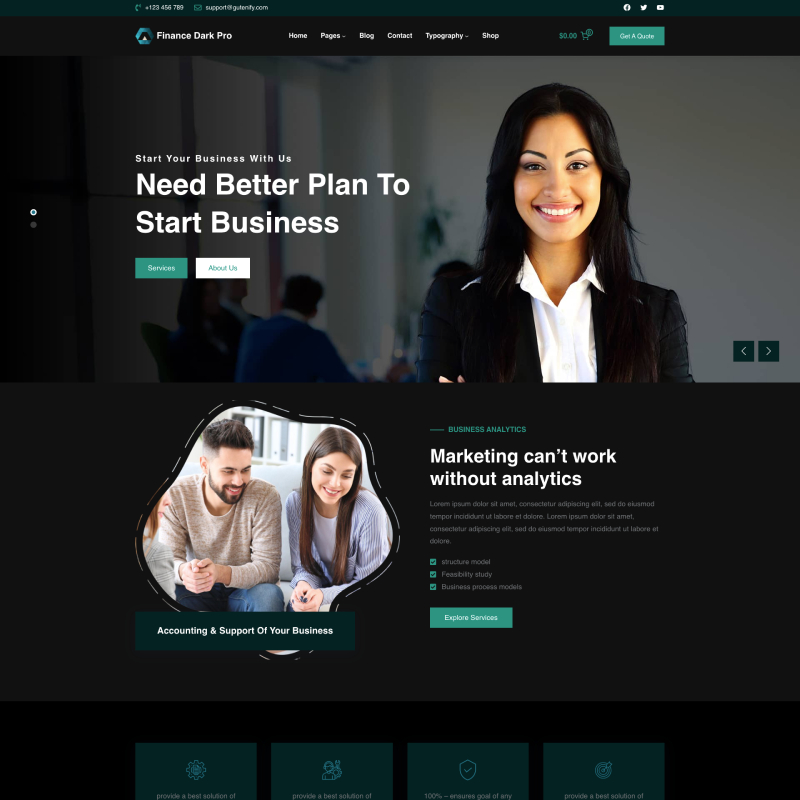 +123 456 789 support@gutenify.com
Finance Dark Pro Home Pages Blog Contact Typography Shop $0.00 0 Get A Quote
Start Your Business With Us
Need Better Plan To
Start Business
Services About Us
Accounting & Support Of Your Business
BUSINESS ANALYTICS
Marketing can’t work
without analytics
Lorem ipsum dolor sit amet, consectetur adipiscing elit, sed do eiusmod
tempor incididunt ut labore et dolore. Lorem ipsum dolor sit amet,
consectetur adipiscing elit, sed do eiusmod tempor incididunt ut labore et
dolore.
structure model
Feasibility study
Business process models
Explore Services
provide a best solution of provide a best solution of 100% – ensures goal of any provide a best solution of